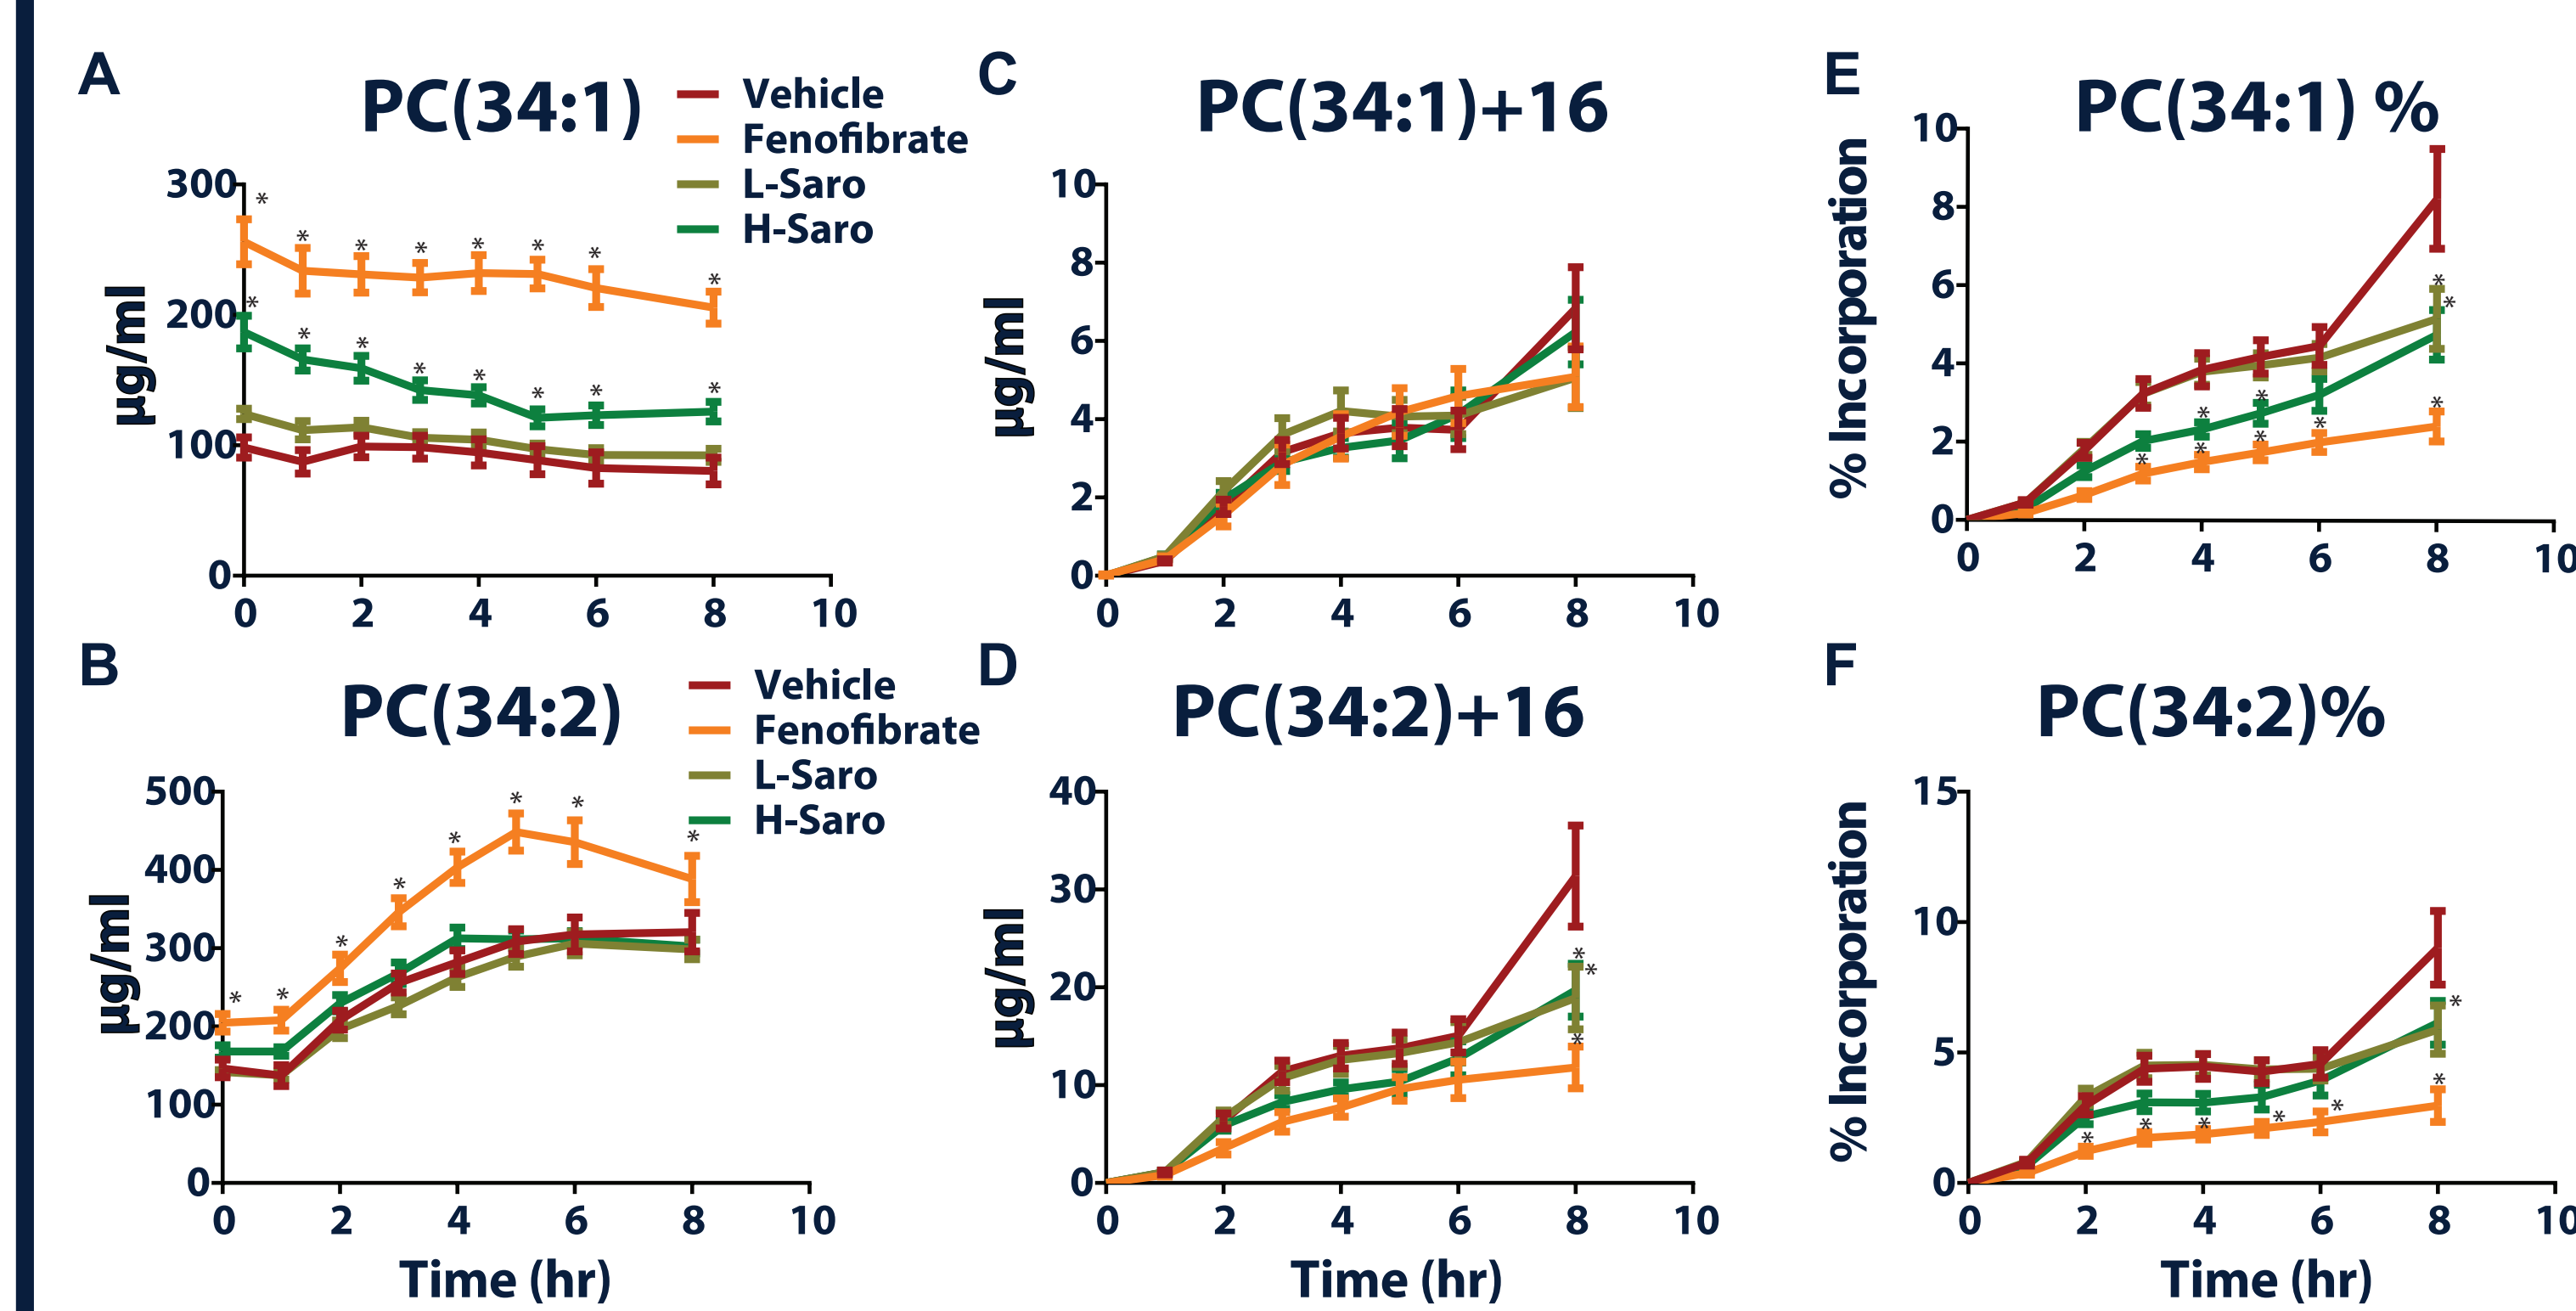 A
PC(34:1)
Vehicle
Fenofibrate
L-Saro
H-Saro
µg/ml
300
200
100
0
0 2 4 6 8 10
* * * * * * * *
* * * * * * * *
C
PC(34:1)+16
µg/ml
10
8
6
4
2
0
0 2 4 6 8 10
E
PC(34:1) %
% Incorporation
10
8
6
4
2
0
0 2 4 6 8 10
* *
* * *
* * * * *
B
PC(34:2)
Vehicle
Fenofibrate
L-Saro
H-Saro
µg/ml
500
400
300
200
100
0
0 2 4 6 8 10
Time (hr)
* * * * * * * *
D
PC(34:2)+16
µg/ml
40
30
20
10
0
0 2 4 6 8 10
Time (hr)
* *
*
F
PC(34:2)%
% Incorporation
15
10
5
0
0 2 4 6 8 10
Time (hr)
*
* * * * * *